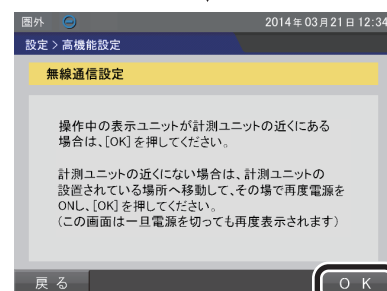 圏外 2014年03月21日 12:34
設定 > 高機能設定
無線通信設定
操作中の表示ユニットが計測ユニットの近くにある
場合は、[OK]を押してください。
計測ユニットの近くにない場合は、計測ユニットの
設置されている場所へ移動して、その場で再度電源を
ONし、[OK]を押してください。
(この画面は一旦電源を切っても再度表示されます)
戻る OK